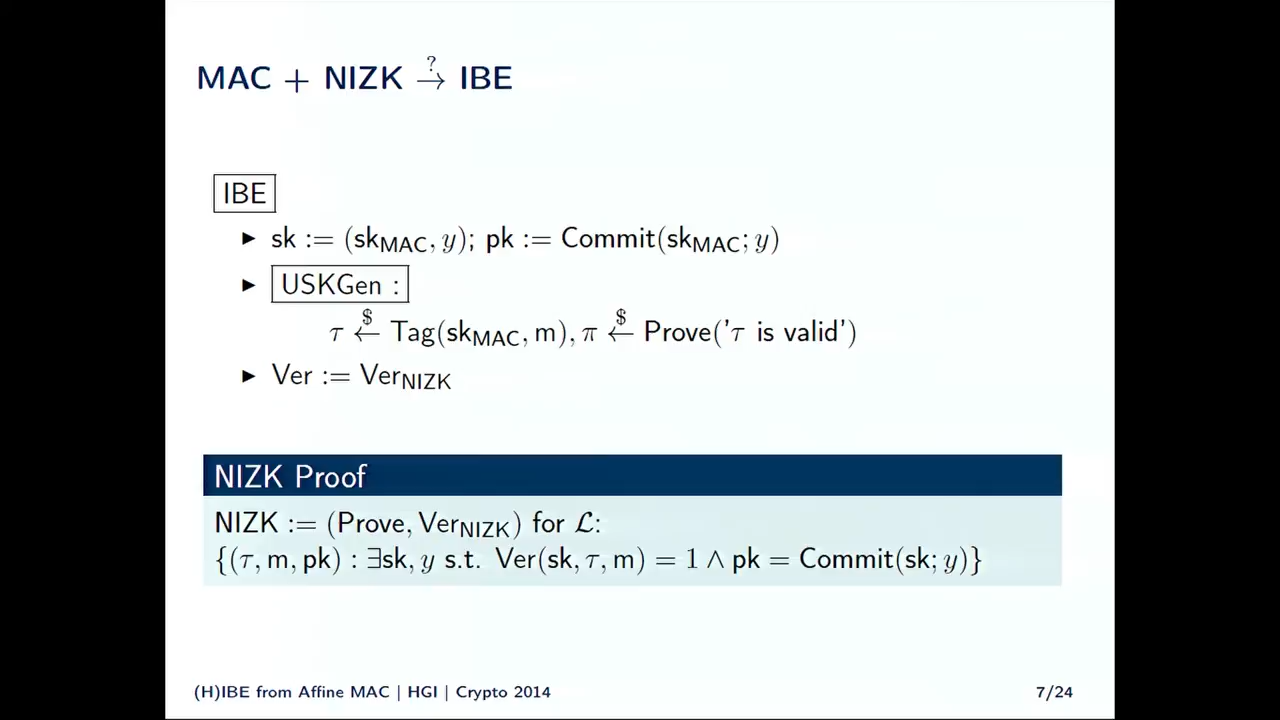 MAC + NIZK →? IBE
IBE
▶ sk := (sk_MAC, y); pk := Commit(sk_MAC; y)
▶ USKGen :
τ ←$ Tag(sk_MAC, m), π ←$ Prove('τ is valid')
▶ Ver := Ver_NIZK
NIZK Proof
NIZK := (Prove, Ver_NIZK) for ℒ:
{(τ, m, pk) : ∃sk, y s.t. Ver(sk, τ, m) = 1 ∧ pk = Commit(sk; y)}
(H)IBE from Affine MAC | HGI | Crypto 2014 7/24